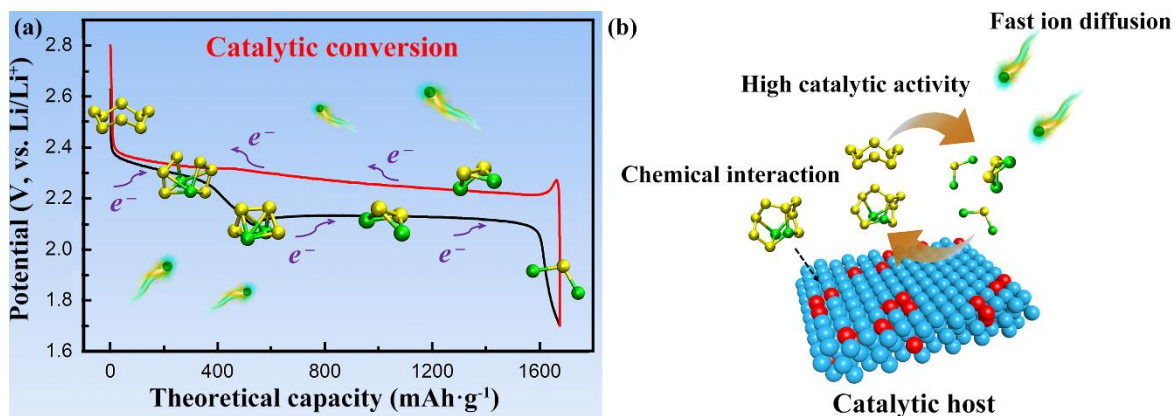 (a)
Catalytic conversion
Potential (V, vs. Li/Li⁺)
2.8
2.6
2.4
2.2
2.0
1.8
1.6
e⁻
e⁻
e⁻
e⁻
e⁻
0
400
800
1200
1600
Theoretical capacity (mAh·g⁻¹)
(b)
Fast ion diffusion
High catalytic activity
Chemical interaction
Catalytic host